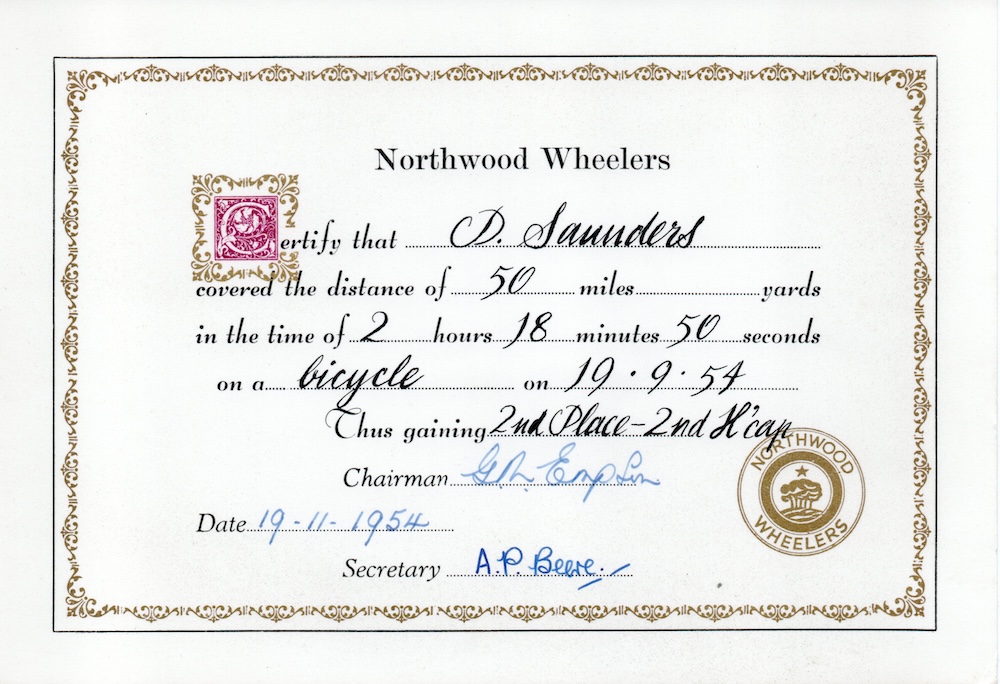 Northwood Wheelers
Certify that D. Saunders
covered the distance of 50 miles yards
in the time of 2 hours 18 minutes 50 seconds
on a bicycle on 19.9.54
Thus gaining 2nd Place - 2nd H'cap
NORTHWOOD WHEELERS
Chairman
Date 19-11-1954
Secretary A.P.